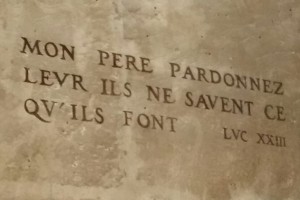 MON PERE PARDONNEZ
LEVR ILS NE SAVENT CE
QV'ILS FONT LVC XXIII